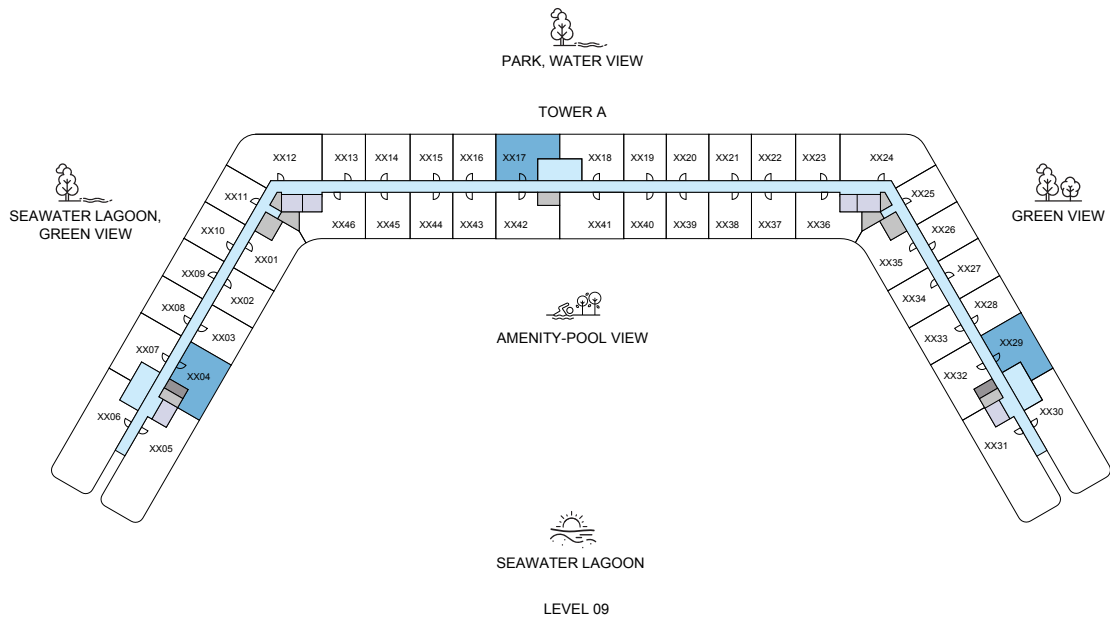 PARK, WATER VIEW
TOWER A
XX12
XX13
XX14
XX15
XX16
XX17
XX18
XX19
XX20
XX21
XX22
XX23
XX24
SEAWATER LAGOON,
GREEN VIEW
GREEN VIEW
XX11
XX25
XX10
XX46
XX45
XX44
XX43
XX42
XX41
XX40
XX39
XX38
XX37
XX36
XX26
XX01
XX35
XX09
XX27
XX02
XX34
XX08
XX28
XX03
XX33
AMENITY-POOL VIEW
XX07
XX29
XX04
XX32
XX06
XX30
XX05
XX31
SEAWATER LAGOON
LEVEL 09